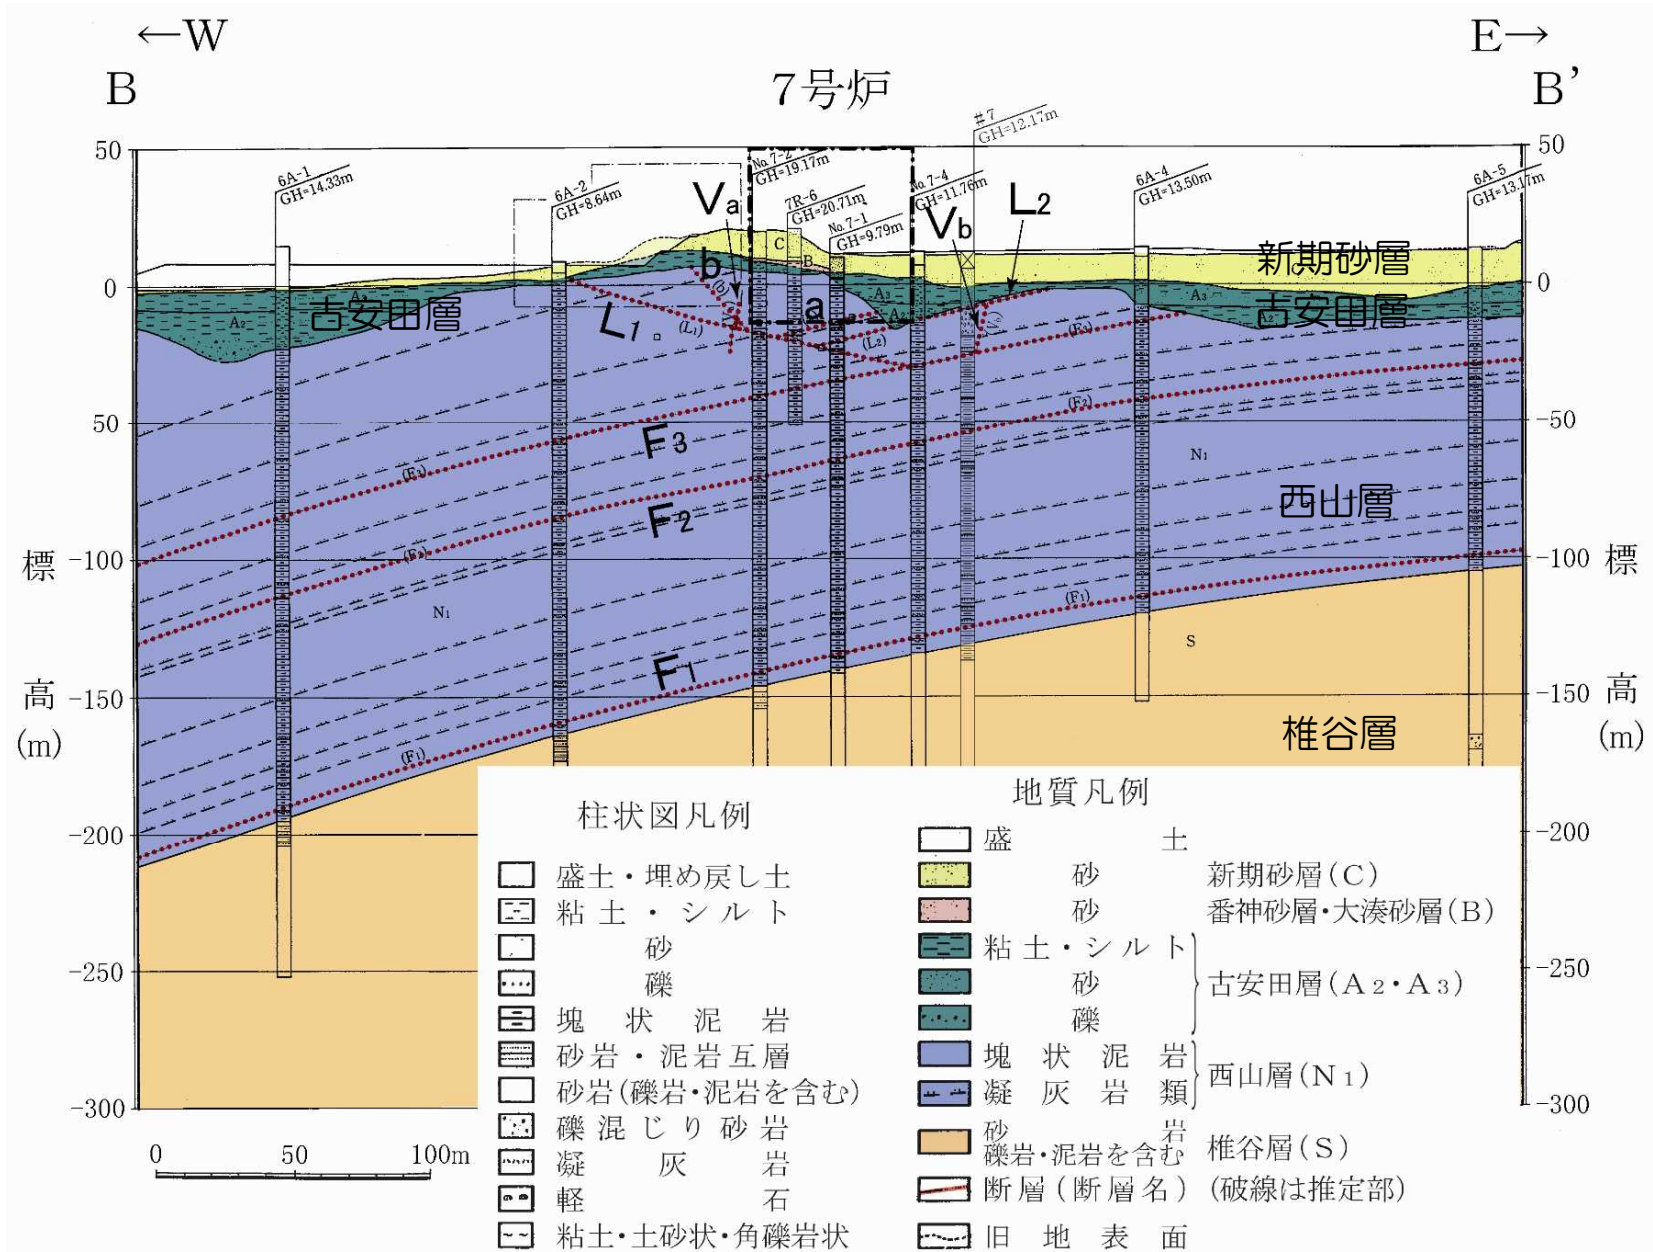 ←W
E→
B
7号炉
B’
#7
GH=12.17m
50
50
6A-1
GH=14.33m
6A-2
GH=8.64m
No.7-2
GH=19.17m
7R-6
GH=20.71m
No.7-1
GH=9.79m
No.7-4
GH=11.76m
6A-4
GH=13.50m
6A-5
GH=13.17m
Va
Vb
L2
C
B
b
(b)
a
新期砂層
0
0
A3
A3
A2
A2
古安田層
A3
古安田層
A2
L1
(L1)
(L2)
(F3)
50
-50
F3
(F3)
(F2)
N1
西山層
F2
(F2)
標
-100
-100
標
N1
(F1)
F1
S
高
-150
-150
高
(m)
(m)
(F1)
椎谷層
-200
-200
-250
-250
-300
-300
0 50 100m
柱状図凡例
盛土・埋め戻し土
粘土・シルト
砂
礫
塊状泥岩
砂岩・泥岩互層
砂岩(礫岩・泥岩を含む)
礫混じり砂岩
凝灰岩
軽石
粘土・土砂状・角礫岩状
地質凡例
盛土
砂 新期砂層(C)
砂 番神砂層・大湊砂層(B)
粘土・シルト
砂 古安田層(A2・A3)
礫
塊状泥岩
西山層(N1)
凝灰岩類
砂岩
礫岩・泥岩を含む 椎谷層(S)
断層(断層名) (破線は推定部)
旧地表面